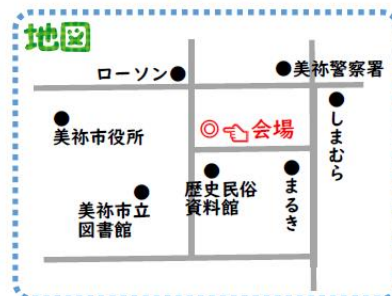 地図
ローソン
美祢警察署
美祢市役所
会場
しまむら
美祢市立
図書館
歴史民俗
資料館
まるき